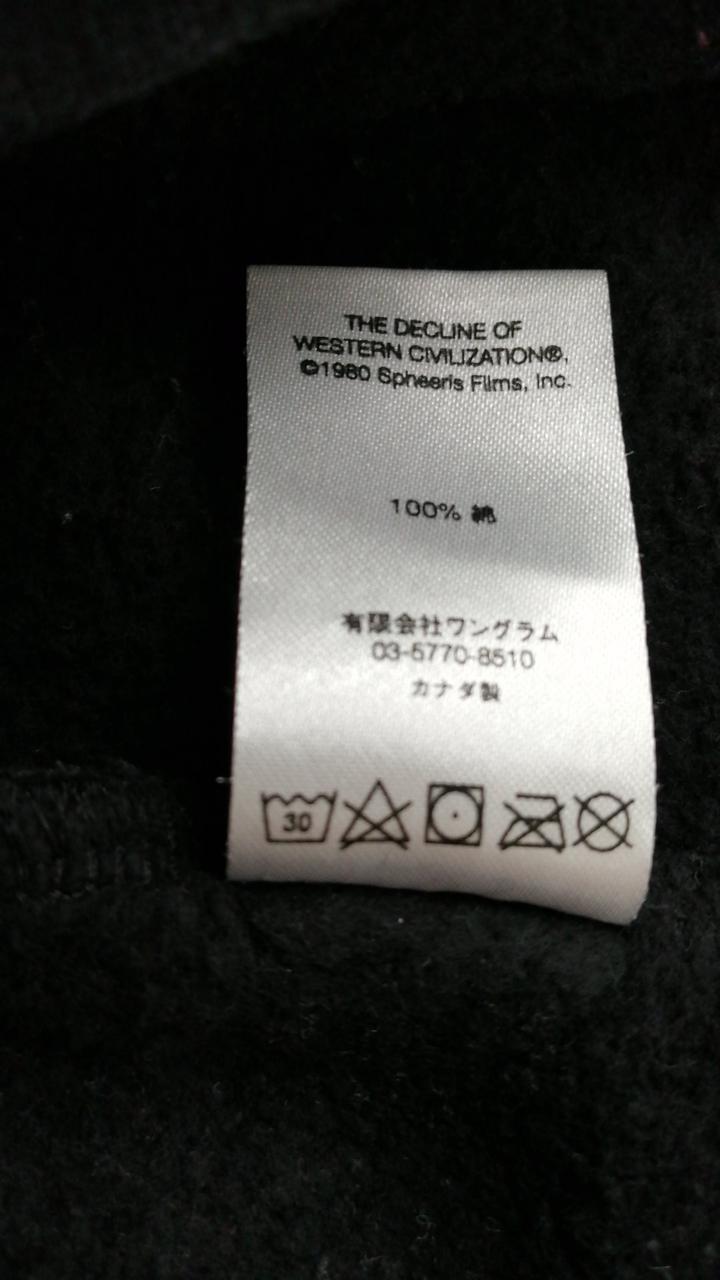 THE DECLINE OF
WESTERN CIVILIZATION®,
©1980 Spheeris Films, Inc.
100% 綿
有限会社ワングラム
03-5770-8510
カナダ製
30